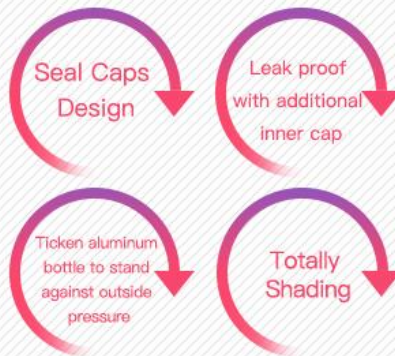 Seal Caps
Design
Leak proof
with additional
inner cap
Ticken aluminum
bottle to stand
against outside
pressure
Totally
Shading